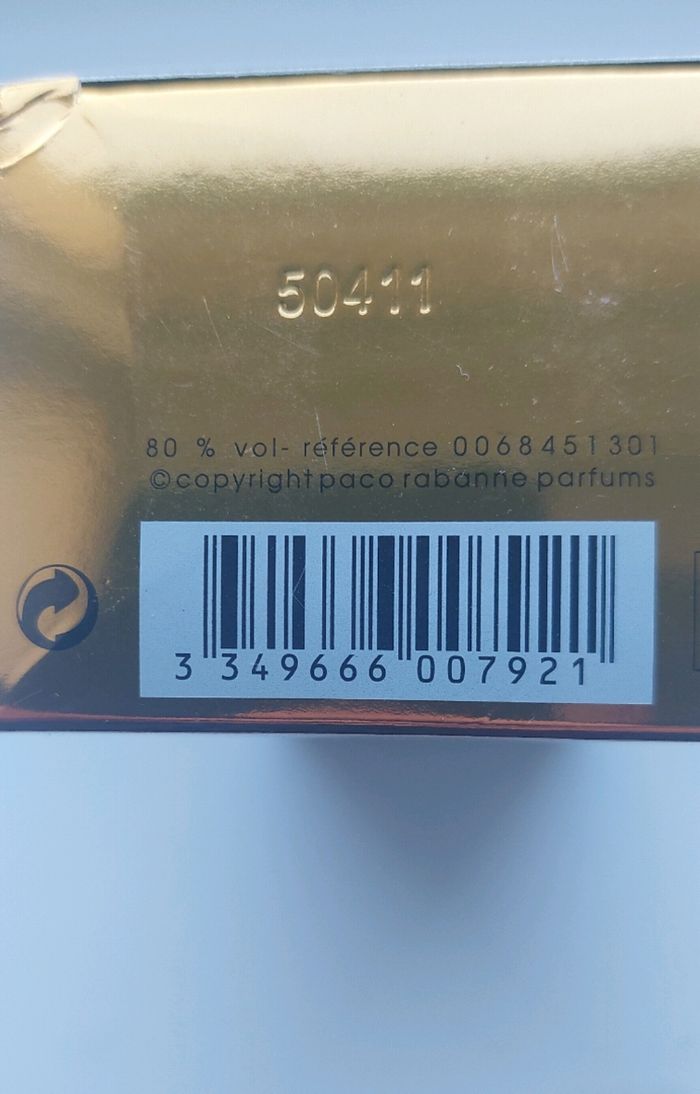 50411
80 % vol- référence 0068451301
©copyright paco rabanne parfums
3 349666 007921